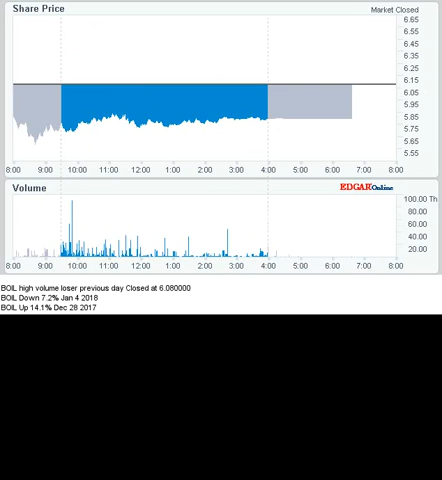 Share Price
Market Closed
6.65
6.55
6.45
6.35
6.25
6.15
6.05
5.95
5.85
5.75
5.65
5.55
8:00 9:00 10:00 11:00 12:00 1:00 2:00 3:00 4:00 5:00 6:00 7:00 8:00
Volume
EDGAR Online
100.00 Th
80.00
60.00
40.00
20.00
8:00 9:00 10:00 11:00 12:00 1:00 2:00 3:00 4:00 5:00 6:00 7:00 8:00
BOIL high volume loser previous day Closed at 6.080000
BOIL Down 7.2% Jan 4 2018
BOIL Up 14.1% Dec 28 2017